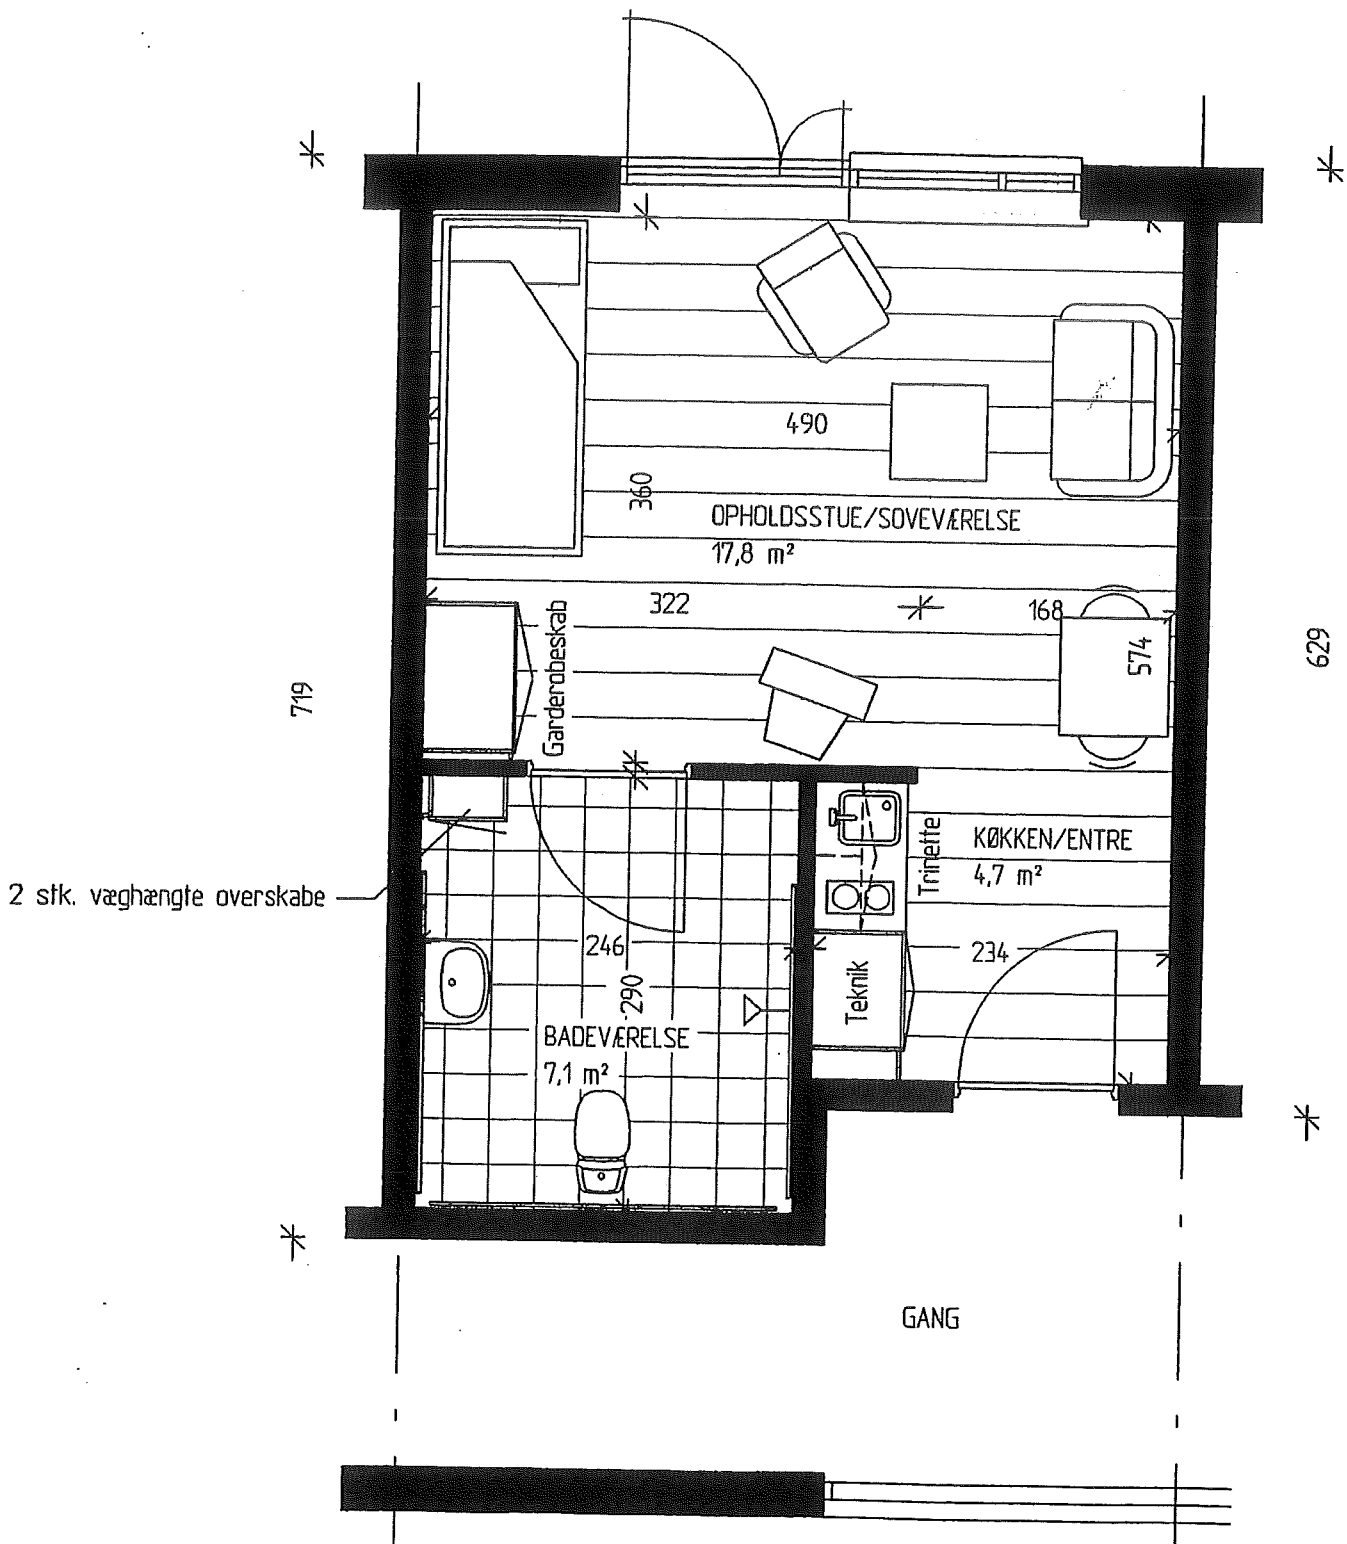 490
360
OPHOLDSSTUE/SOVEVÆRELSE
17,8 m²
322
168
574
629
719
Garderobeskab
KØKKEN/ENTRE
4,7 m²
Trinette
2 stk. væghængte overskabe
246
234
290
Teknik
BADEVÆRELSE
7,1 m²
GANG